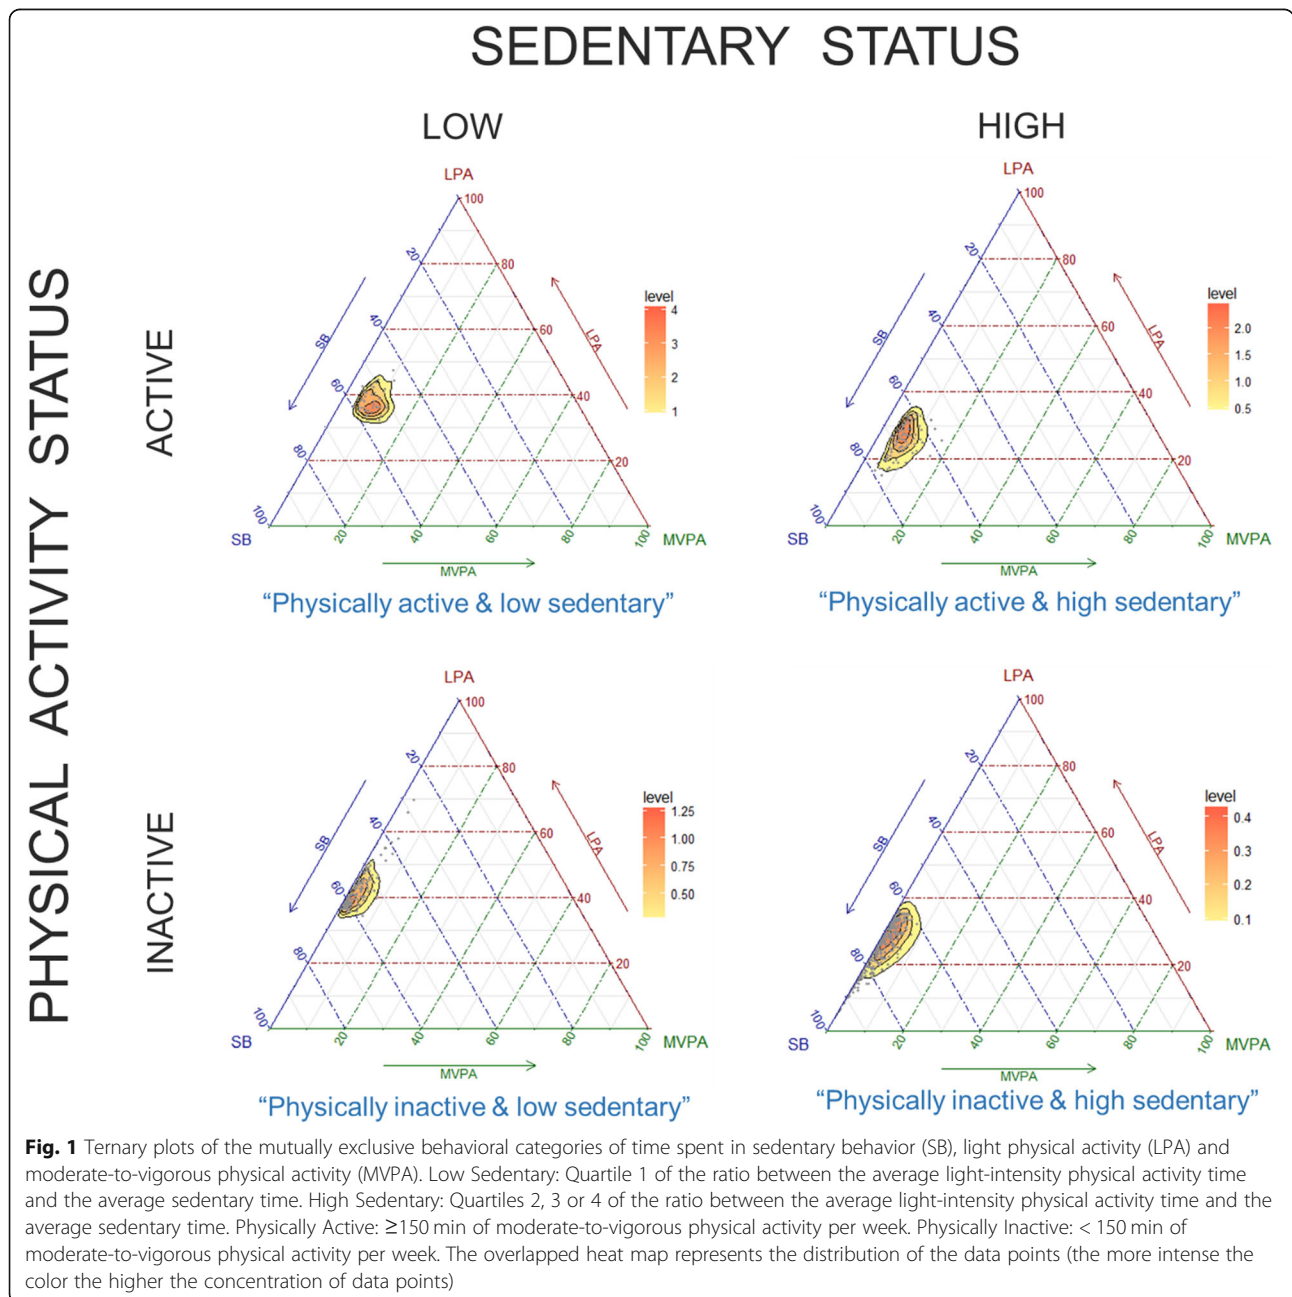 SEDENTARY STATUS
LOW
HIGH
PHYSICAL ACTIVITY STATUS
ACTIVE
LPA
100
80
60
40
20
20
40
60
80
100
SB
LPA
SB
20
40
60
80
100
MVPA
MVPA
level
4
3
2
1
"Physically active & low sedentary"
LPA
100
80
60
40
20
20
40
60
80
100
SB
LPA
SB
20
40
60
80
100
MVPA
MVPA
level
2.0
1.5
1.0
0.5
"Physically active & high sedentary"
INACTIVE
LPA
100
80
60
40
20
20
40
60
80
100
SB
LPA
SB
20
40
60
80
100
MVPA
MVPA
level
1.25
1.00
0.75
0.50
"Physically inactive & low sedentary"
LPA
100
80
60
40
20
20
40
60
80
100
SB
LPA
SB
20
40
60
80
100
MVPA
MVPA
level
0.4
0.3
0.2
0.1
"Physically inactive & high sedentary"
Fig. 1 Ternary plots of the mutually exclusive behavioral categories of time spent in sedentary behavior (SB), light physical activity (LPA) and
moderate-to-vigorous physical activity (MVPA). Low Sedentary: Quartile 1 of the ratio between the average light-intensity physical activity time
and the average sedentary time. High Sedentary: Quartiles 2, 3 or 4 of the ratio between the average light-intensity physical activity time and the
average sedentary time. Physically Active: ≥150 min of moderate-to-vigorous physical activity per week. Physically Inactive: < 150 min of
moderate-to-vigorous physical activity per week. The overlapped heat map represents the distribution of the data points (the more intense the
color the higher the concentration of data points)